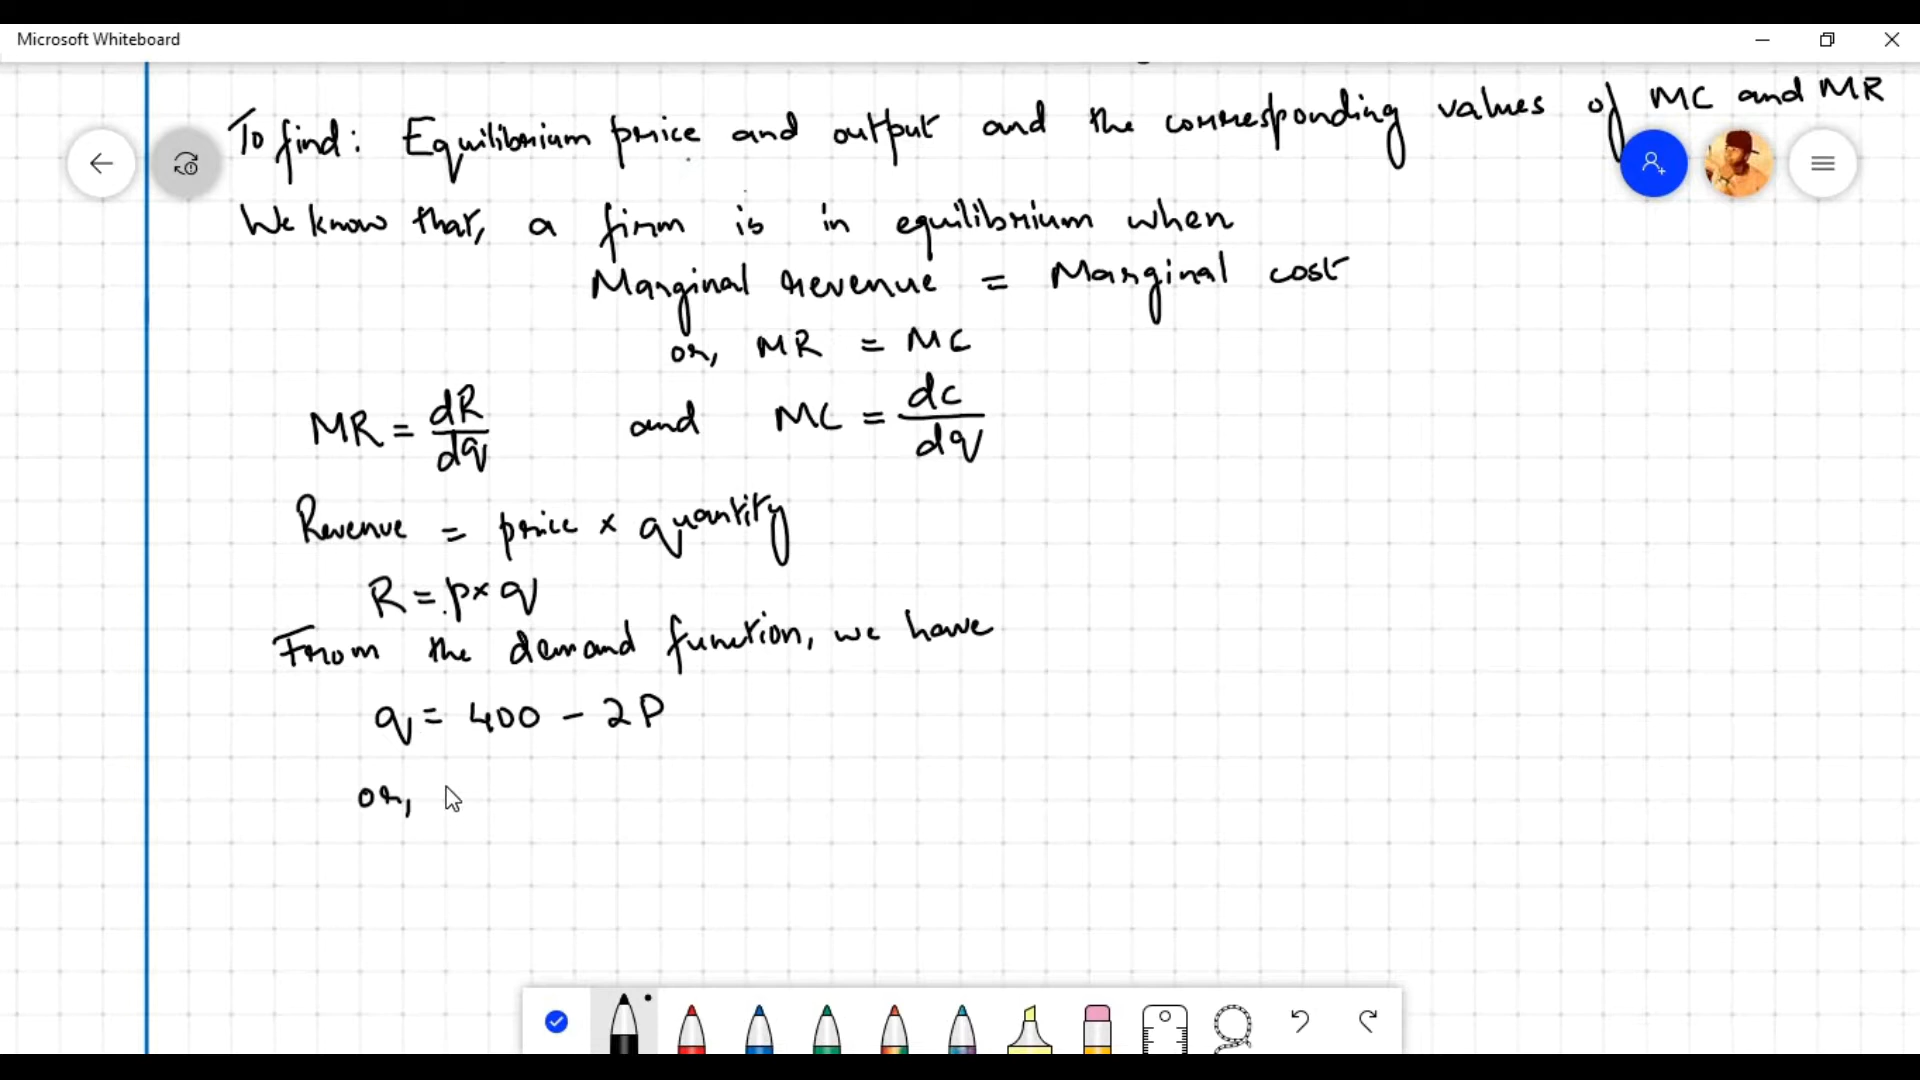 Microsoft Whiteboard
To find: Equilibrium price and output and the corresponding values of MC and MR
We know that, a firm is in equilibrium when
Marginal revenue = Marginal cost
or, MR = MC
MR = dR/dq and MC = dc/dq
Revenue = price × quantity
R = p × q
From the demand function, we have
q = 400 - 2P
or,